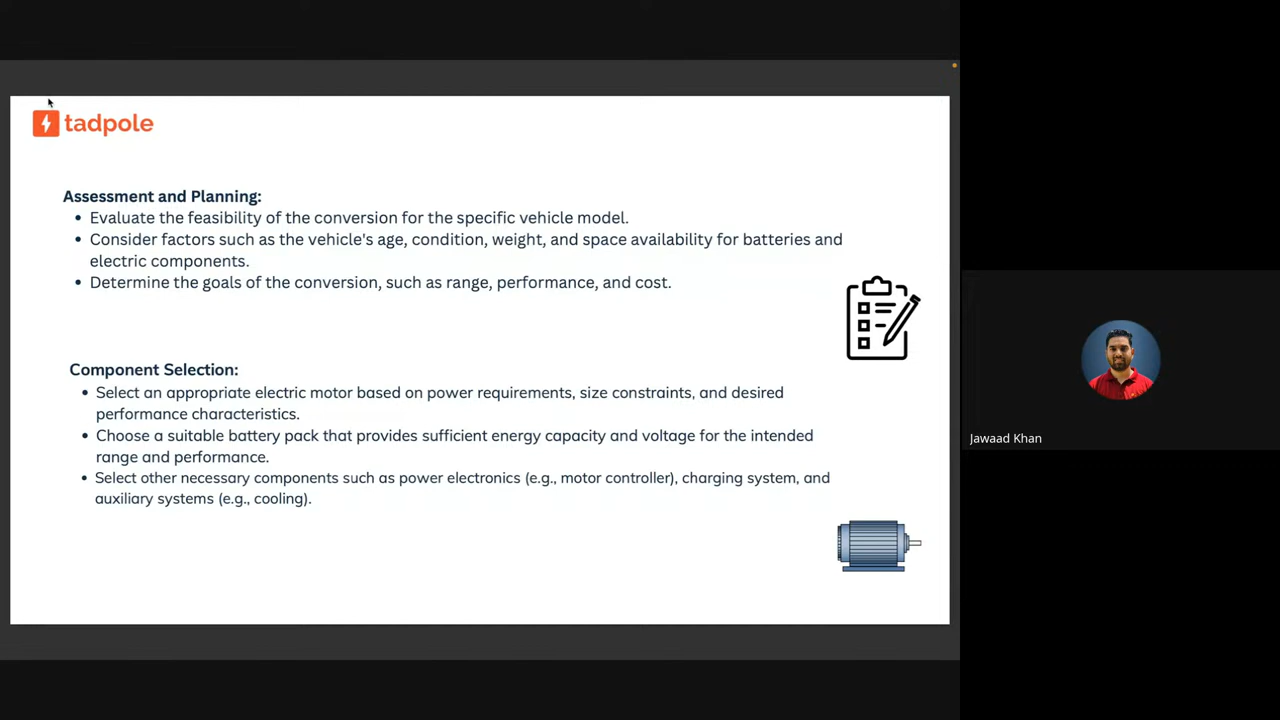 tadpole
Assessment and Planning:
• Evaluate the feasibility of the conversion for the specific vehicle model.
• Consider factors such as the vehicle's age, condition, weight, and space availability for batteries and
electric components.
• Determine the goals of the conversion, such as range, performance, and cost.
Component Selection:
• Select an appropriate electric motor based on power requirements, size constraints, and desired
performance characteristics.
• Choose a suitable battery pack that provides sufficient energy capacity and voltage for the intended
range and performance.
• Select other necessary components such as power electronics (e.g., motor controller), charging system, and
auxiliary systems (e.g., cooling).
Jawaad Khan